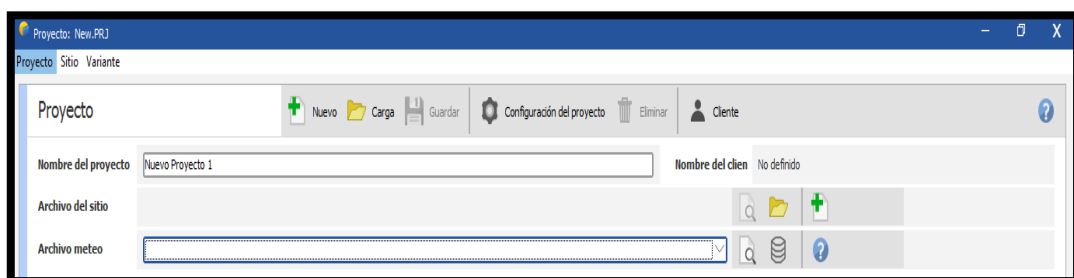 Proyecto: New.PRJ
Proyecto Sitio Variante
Proyecto Nuevo Carga Guardar Configuración del proyecto Eliminar Cliente
Nombre del proyecto Nuevo Proyecto 1 Nombre del clien No definido
Archivo del sitio
Archivo meteo